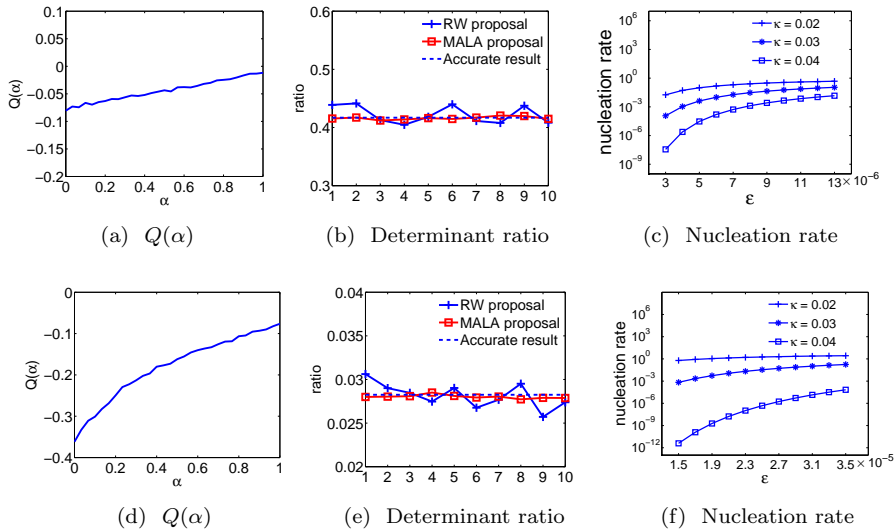 0.1
0.05
0
−0.05
−0.1
−0.15
−0.2
Q(α)
0 0.2 0.4 0.6 0.8 1
α
(a) Q(α)
0.6
0.5
0.4
0.3
ratio
RW proposal
MALA proposal
Accurate result
1 2 3 4 5 6 7 8 9 10
(b) Determinant ratio
10^6
10^3
10^0
10^−3
10^−6
10^−9
nucleation rate
κ = 0.02
κ = 0.03
κ = 0.04
3 5 7 9 11 13 × 10^−6
ε
(c) Nucleation rate
0
−0.1
−0.2
−0.3
−0.4
Q(α)
0 0.2 0.4 0.6 0.8 1
α
(d) Q(α)
0.04
0.035
0.03
0.025
0.02
ratio
RW proposal
MALA proposal
Accurate result
1 2 3 4 5 6 7 8 9 10
(e) Determinant ratio
10^6
10^3
10^0
10^−3
10^−6
10^−9
10^−12
nucleation rate
κ = 0.02
κ = 0.03
κ = 0.04
1.5 1.9 2.3 2.7 3.1 3.5 × 10^−5
ε
(f) Nucleation rate